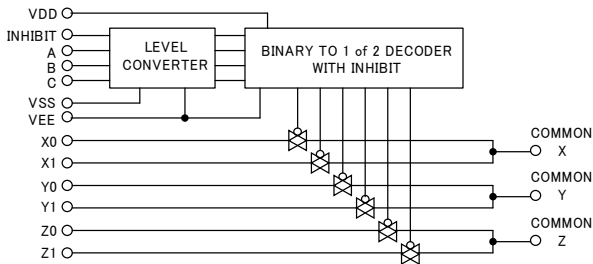 VDD
INHIBIT
A
B
C
VSS
VEE
X0
X1
Y0
Y1
Z0
Z1
LEVEL
CONVERTER
BINARY TO 1 of 2 DECODER
WITH INHIBIT
COMMON
X
COMMON
Y
COMMON
Z